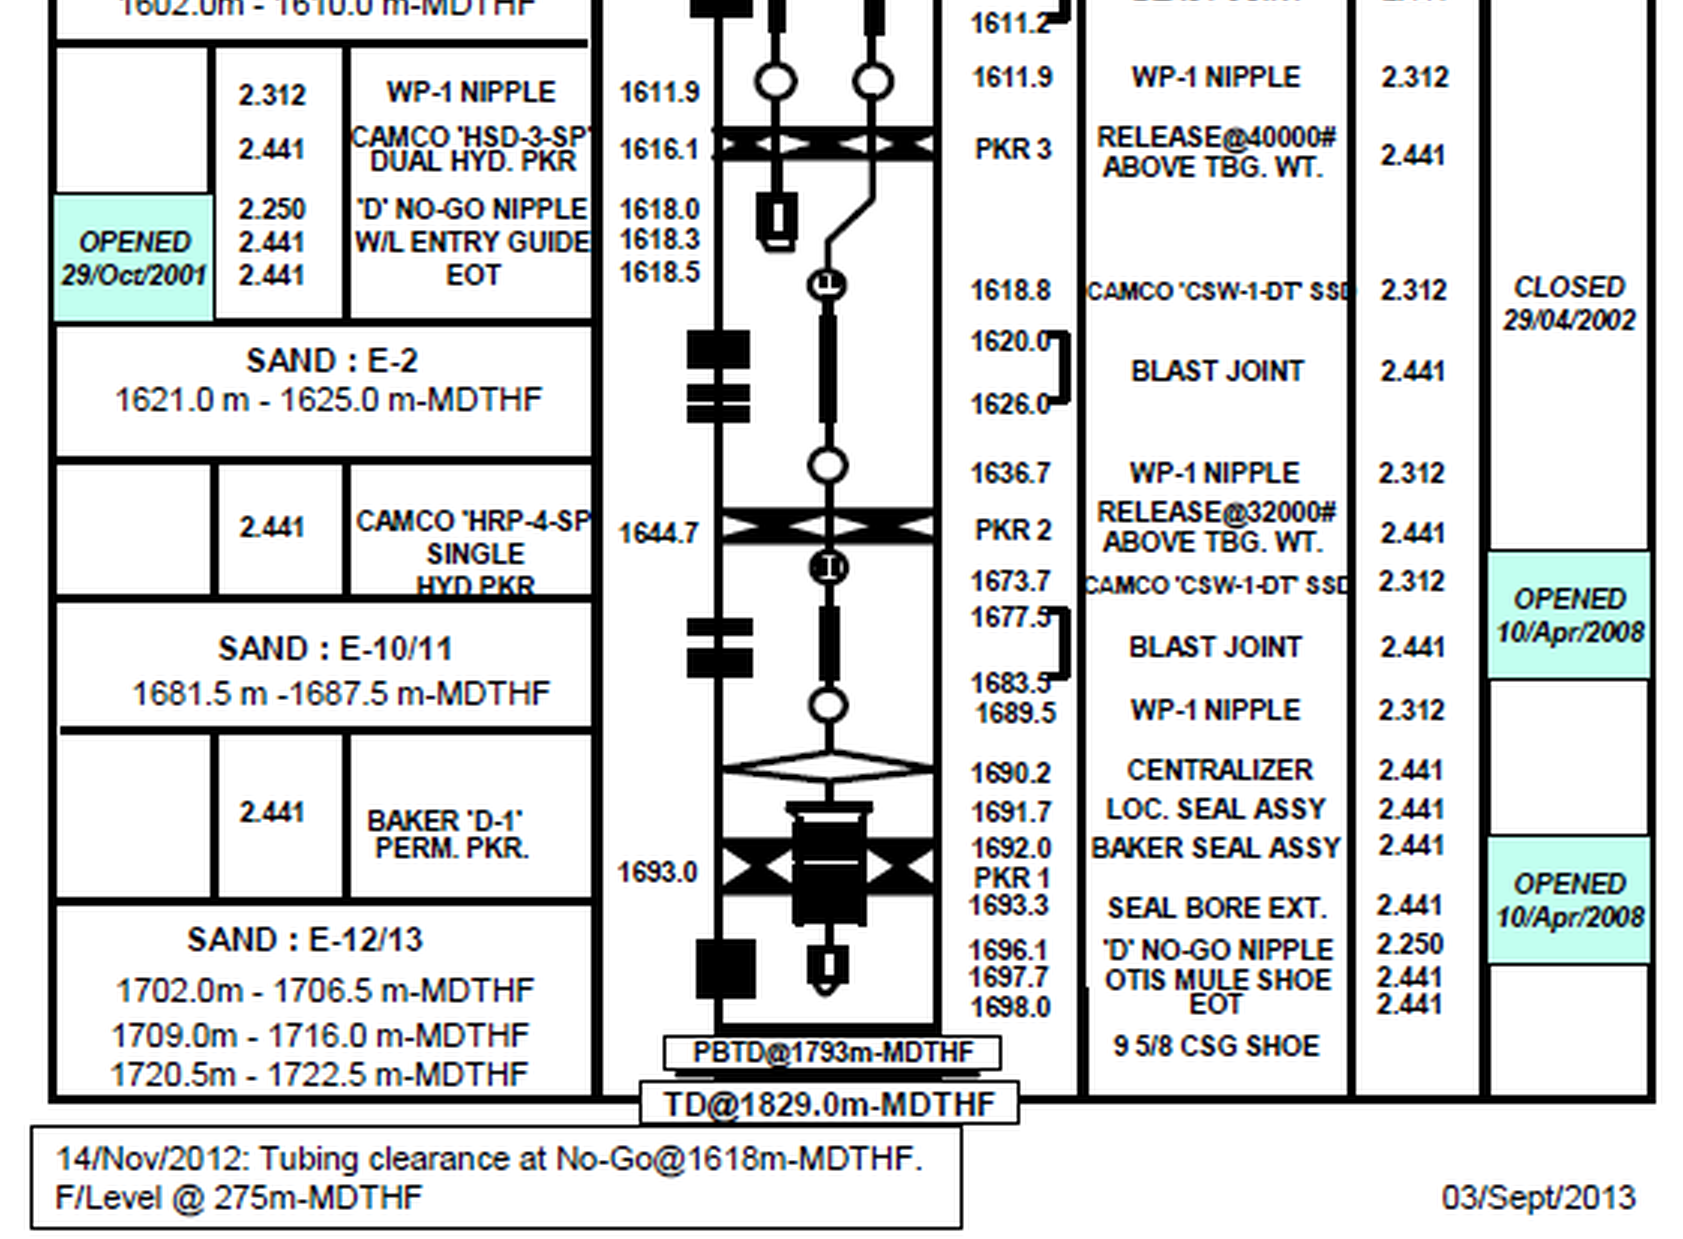 1602.0m - 1610.0 m-MDTHF
2.312 WP-1 NIPPLE 1611.9
2.441 CAMCO 'HSD-3-SP' 1616.1
DUAL HYD. PKR
2.250 'D' NO-GO NIPPLE 1618.0
OPENED 2.441 W/L ENTRY GUIDE 1618.3
29/Oct/2001 2.441 EOT 1618.5
SAND : E-2
1621.0 m - 1625.0 m-MDTHF
2.441 CAMCO 'HRP-4-SP 1644.7
SINGLE
HYD PKR
SAND : E-10/11
1681.5 m -1687.5 m-MDTHF
2.441 BAKER 'D-1'
PERM. PKR.
1693.0
SAND : E-12/13
1702.0m - 1706.5 m-MDTHF
1709.0m - 1716.0 m-MDTHF
1720.5m - 1722.5 m-MDTHF
1611.2 BLAST JOINT 2.441
1611.9 WP-1 NIPPLE 2.312
PKR 3 RELEASE@40000# 2.441
ABOVE TBG. WT.
1618.8 CAMCO 'CSW-1-DT' SSD 2.312
CLOSED
29/04/2002
1620.0
BLAST JOINT 2.441
1626.0
1636.7 WP-1 NIPPLE 2.312
PKR 2 RELEASE@32000# 2.441
ABOVE TBG. WT.
1673.7 CAMCO 'CSW-1-DT' SSD 2.312
OPENED
10/Apr/2008
1677.5
BLAST JOINT 2.441
1683.5
1689.5 WP-1 NIPPLE 2.312
1690.2 CENTRALIZER 2.441
1691.7 LOC. SEAL ASSY 2.441
1692.0 BAKER SEAL ASSY 2.441
PKR 1
OPENED
10/Apr/2008
1693.3 SEAL BORE EXT. 2.441
1696.1 'D' NO-GO NIPPLE 2.250
1697.7 OTIS MULE SHOE 2.441
1698.0 EOT 2.441
9 5/8 CSG SHOE
PBTD@1793m-MDTHF
TD@1829.0m-MDTHF
14/Nov/2012: Tubing clearance at No-Go@1618m-MDTHF.
F/Level @ 275m-MDTHF
03/Sept/2013